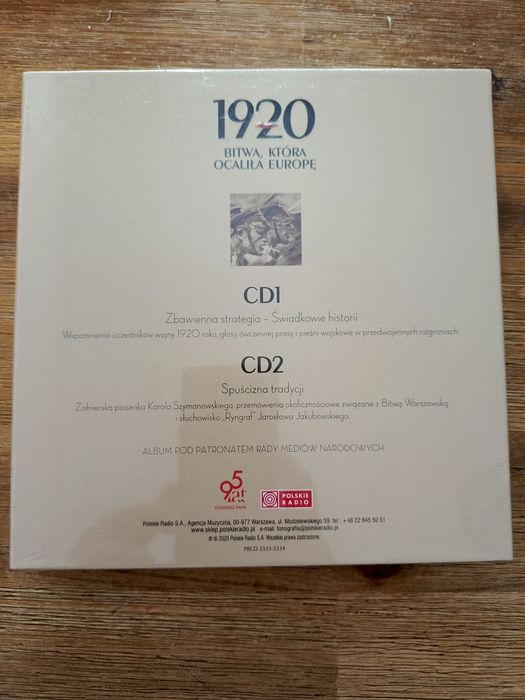 1920
BITWA, KTÓRA
OCALIŁA EUROPĘ
CD1
Zbawienna strategia – Świadkowie historii
Wspomnienia uczestników wojny 1920 roku, głosy ówczesnej prasy i pieśni wojskowe w przedwojennych nagraniach.
CD2
Spuścizna tradycji
Żołnierska piosenka Karola Szymanowskiego, przemówienia okolicznościowe związane z Bitwą Warszawską
i słuchowisko „Ryngraf” Jarosława Jakubowskiego.
ALBUM POD PATRONATEM RADY MEDIÓW NARODOWYCH
95 lat
POLSKIEGO RADIA
POLSKIE
RADIO
Polskie Radio S.A., Agencja Muzyczna, 00-977 Warszawa, ul. Modzelewskiego 59, tel.: +48 22 645 50 51
www.sklep.polskieradio.pl e-mail: fonografia@polskieradio.pl
℗ © 2020 Polskie Radio S.A. Wszelkie prawa zastrzeżone.
PRCD 2333-2334